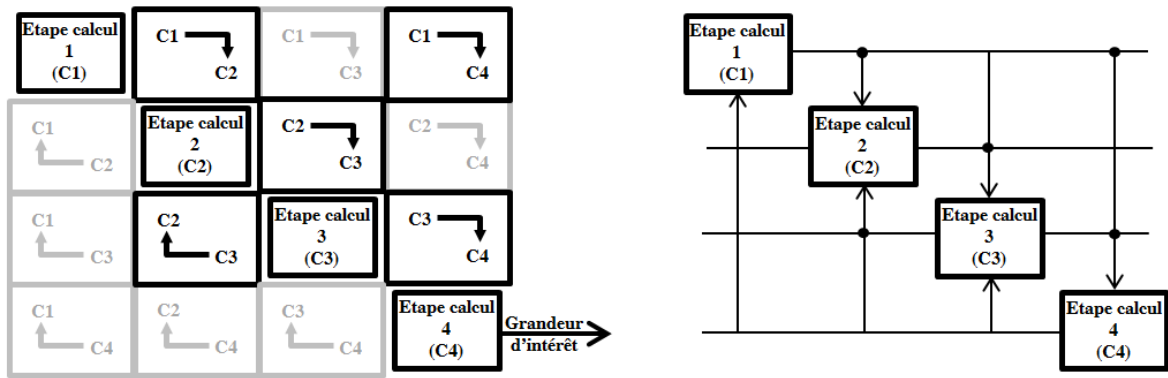 Etape calcul
1
(C1)
C1
C2
C1
C3
C1
C4
C1
C2
Etape calcul
2
(C2)
C2
C3
C2
C4
C1
C3
C2
C3
Etape calcul
3
(C3)
C3
C4
C1
C4
C2
C4
C3
C4
Etape calcul
4
(C4)
Grandeur
d'intérêt
Etape calcul
1
(C1)
Etape calcul
2
(C2)
Etape calcul
3
(C3)
Etape calcul
4
(C4)